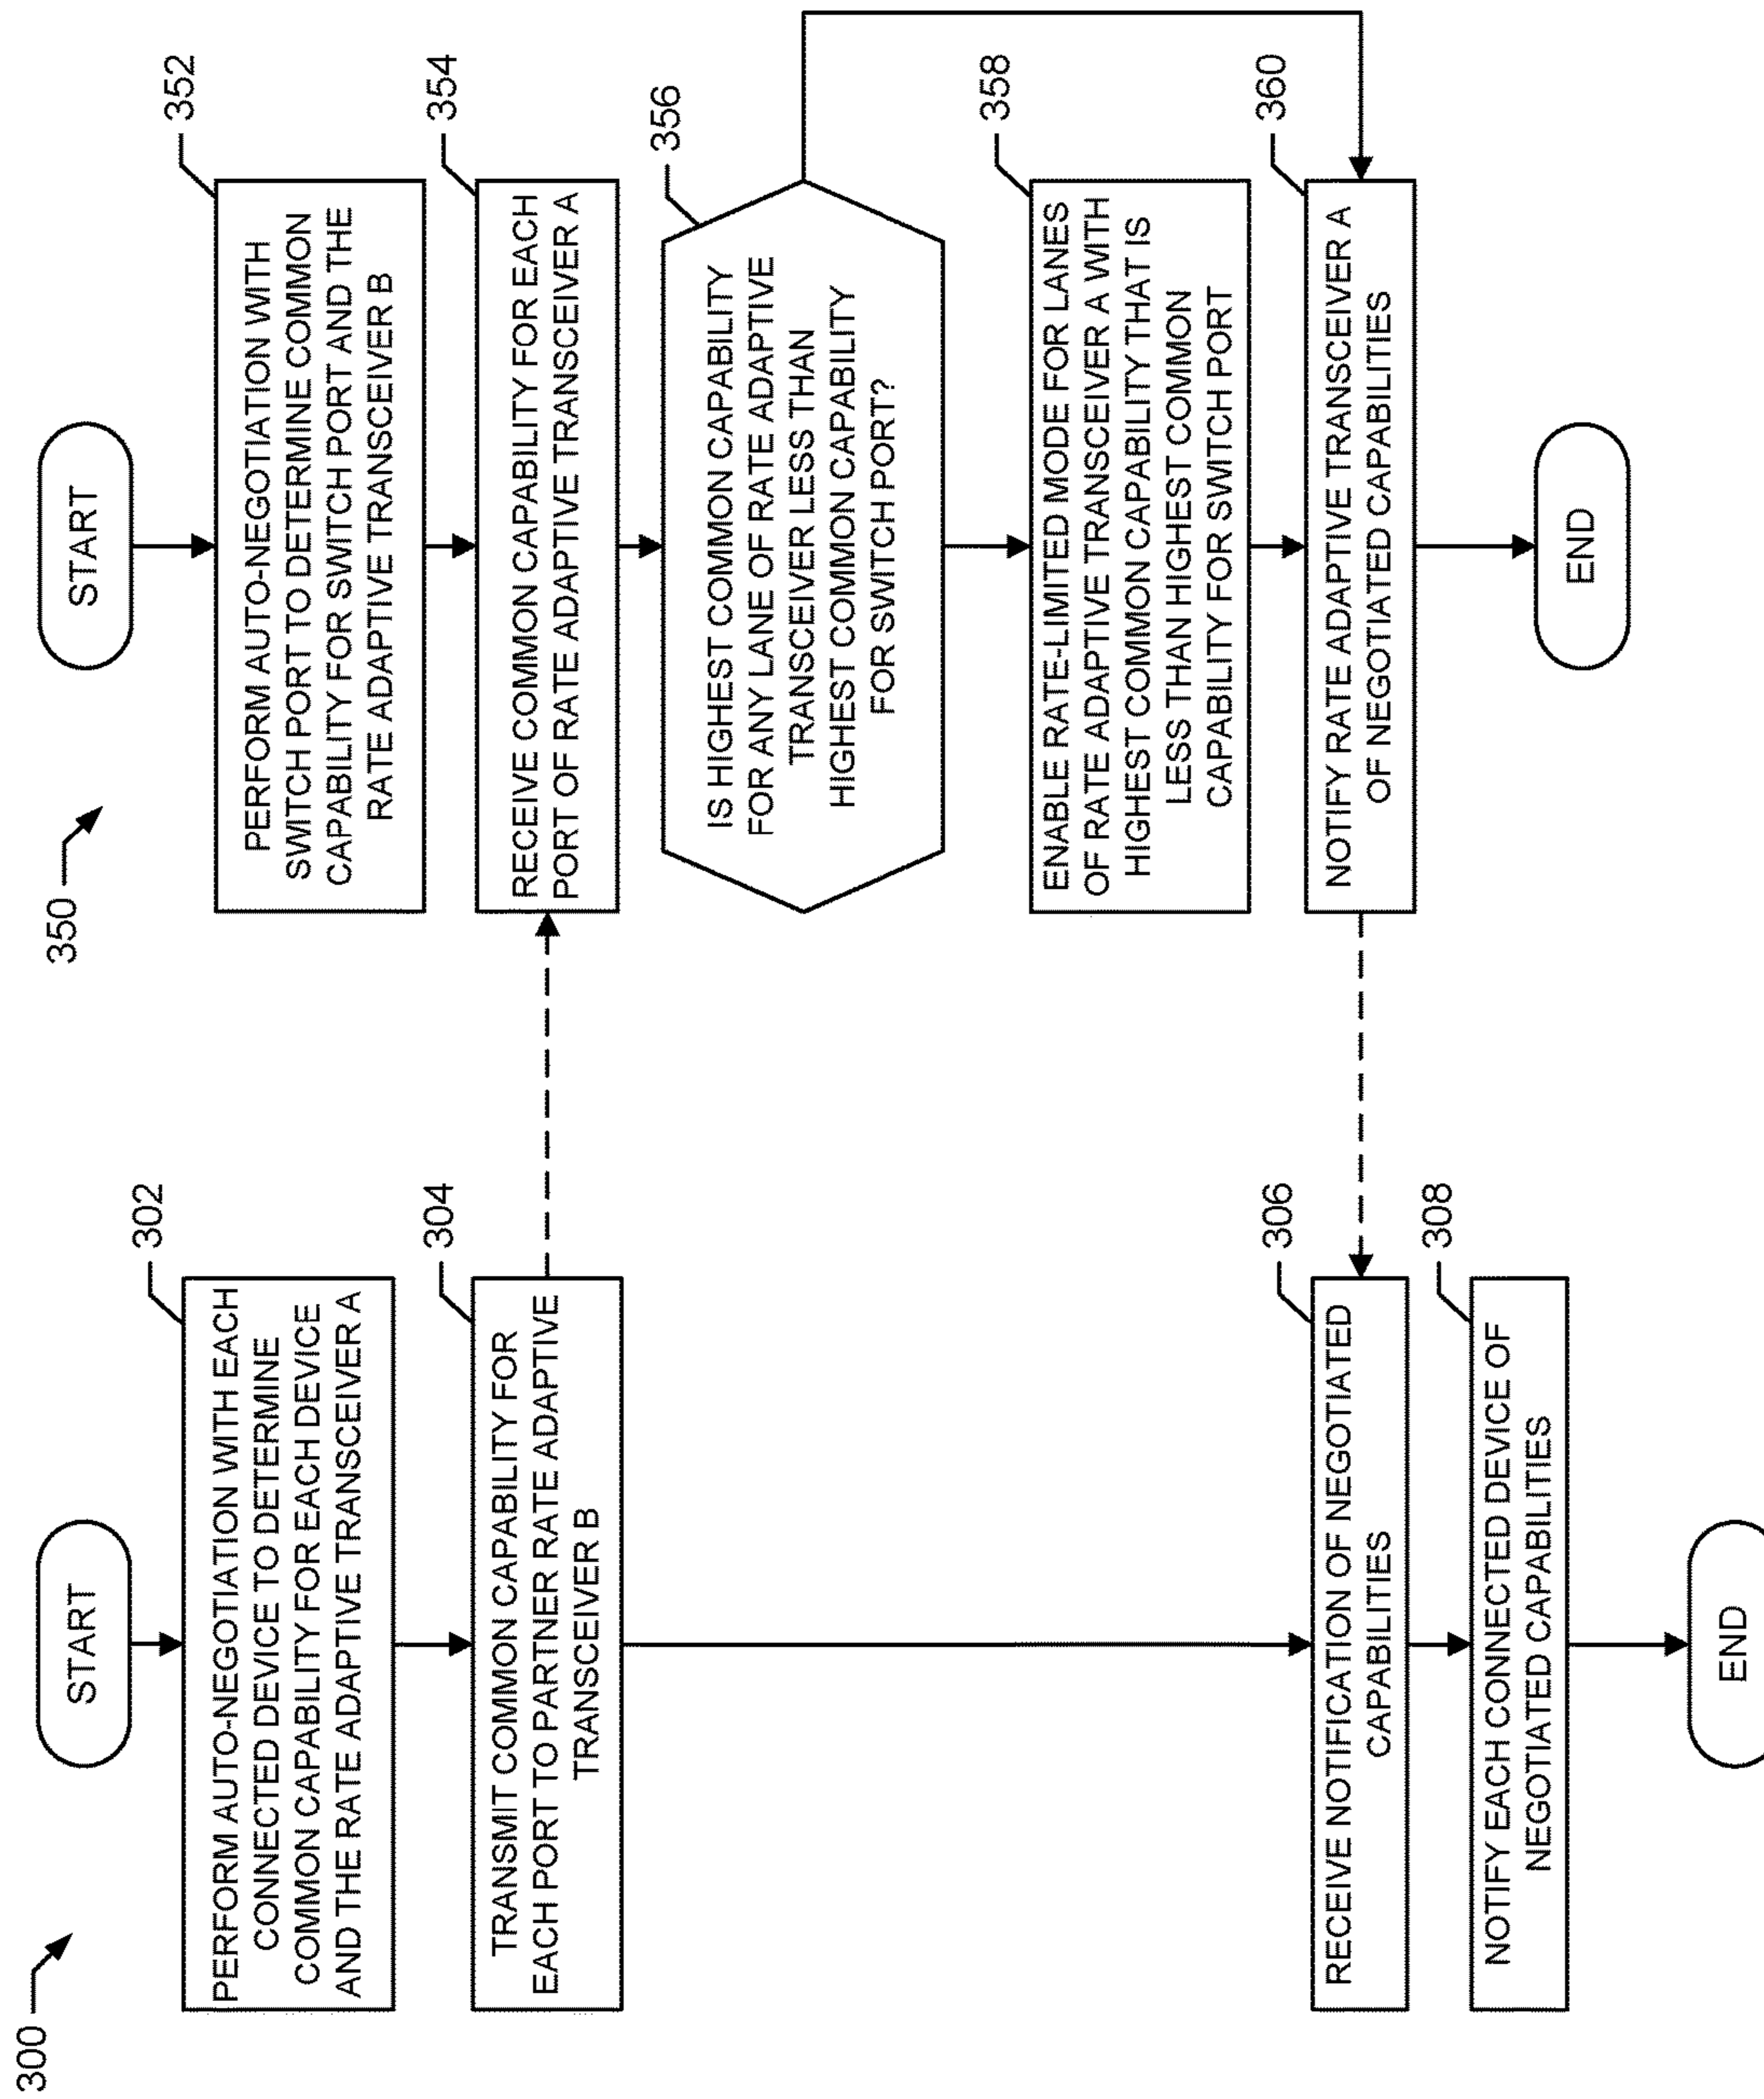 300
START
302
PERFORM AUTO-NEGOTIATION WITH EACH
CONNECTED DEVICE TO DETERMINE
COMMON CAPABILITY FOR EACH DEVICE
AND THE RATE ADAPTIVE TRANSCEIVER A
304
TRANSMIT COMMON CAPABILITY FOR
EACH PORT TO PARTNER RATE ADAPTIVE
TRANSCEIVER B
306
RECEIVE NOTIFICATION OF NEGOTIATED
CAPABILITIES
308
NOTIFY EACH CONNECTED DEVICE OF
NEGOTIATED CAPABILITIES
END
350
START
352
PERFORM AUTO-NEGOTIATION WITH
SWITCH PORT TO DETERMINE COMMON
CAPABILITY FOR SWITCH PORT AND THE
RATE ADAPTIVE TRANSCEIVER B
354
RECEIVE COMMON CAPABILITY FOR EACH
PORT OF RATE ADAPTIVE TRANSCEIVER A
356
IS HIGHEST COMMON CAPABILITY
FOR ANY LANE OF RATE ADAPTIVE
TRANSCEIVER LESS THAN
HIGHEST COMMON CAPABILITY
FOR SWITCH PORT?
358
ENABLE RATE-LIMITED MODE FOR LANES
OF RATE ADAPTIVE TRANSCEIVER A WITH
HIGHEST COMMON CAPABILITY THAT IS
LESS THAN HIGHEST COMMON
CAPABILITY FOR SWITCH PORT
360
NOTIFY RATE ADAPTIVE TRANSCEIVER A
OF NEGOTIATED CAPABILITIES
END